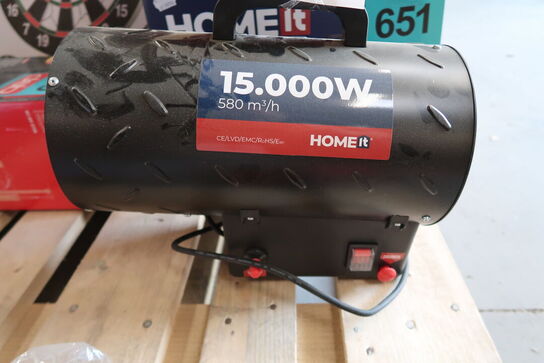 HOME It
651
15.000W
580 m³/h
CE/LVD/EMC/RoHS/E
HOME It